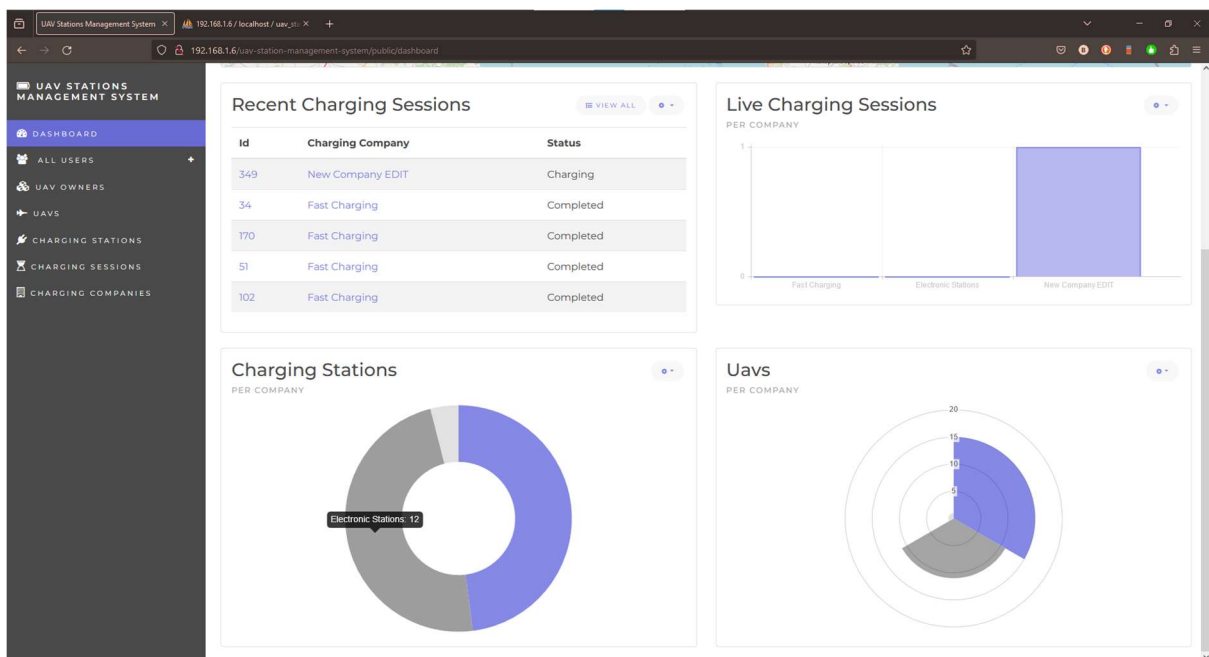 UAV Stations Management System
192.168.1.6 / localhost / uav_st
192.168.1.6/uav-station-management-system/public/dashboard
UAV STATIONS
MANAGEMENT SYSTEM
DASHBOARD
ALL USERS +
UAV OWNERS
UAVS
CHARGING STATIONS
CHARGING SESSIONS
CHARGING COMPANIES
Recent Charging Sessions
VIEW ALL
Id Charging Company Status
349 New Company EDIT Charging
34 Fast Charging Completed
170 Fast Charging Completed
51 Fast Charging Completed
102 Fast Charging Completed
Live Charging Sessions
PER COMPANY
1
0
Fast Charging Electronic Stations New Company EDIT
Charging Stations
PER COMPANY
Electronic Stations: 12
Uavs
PER COMPANY
20
15
10
5